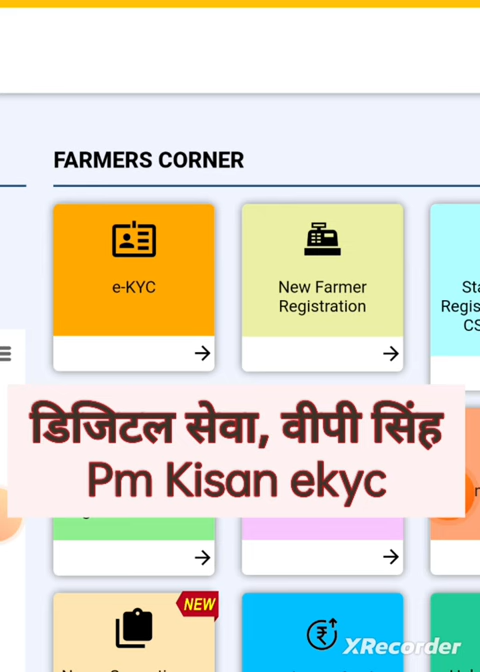 FARMERS CORNER
e-KYC
New Farmer
Registration
डिजिटल सेवा, वीपी सिंह
Pm Kisan ekyc
NEW
XRecorder